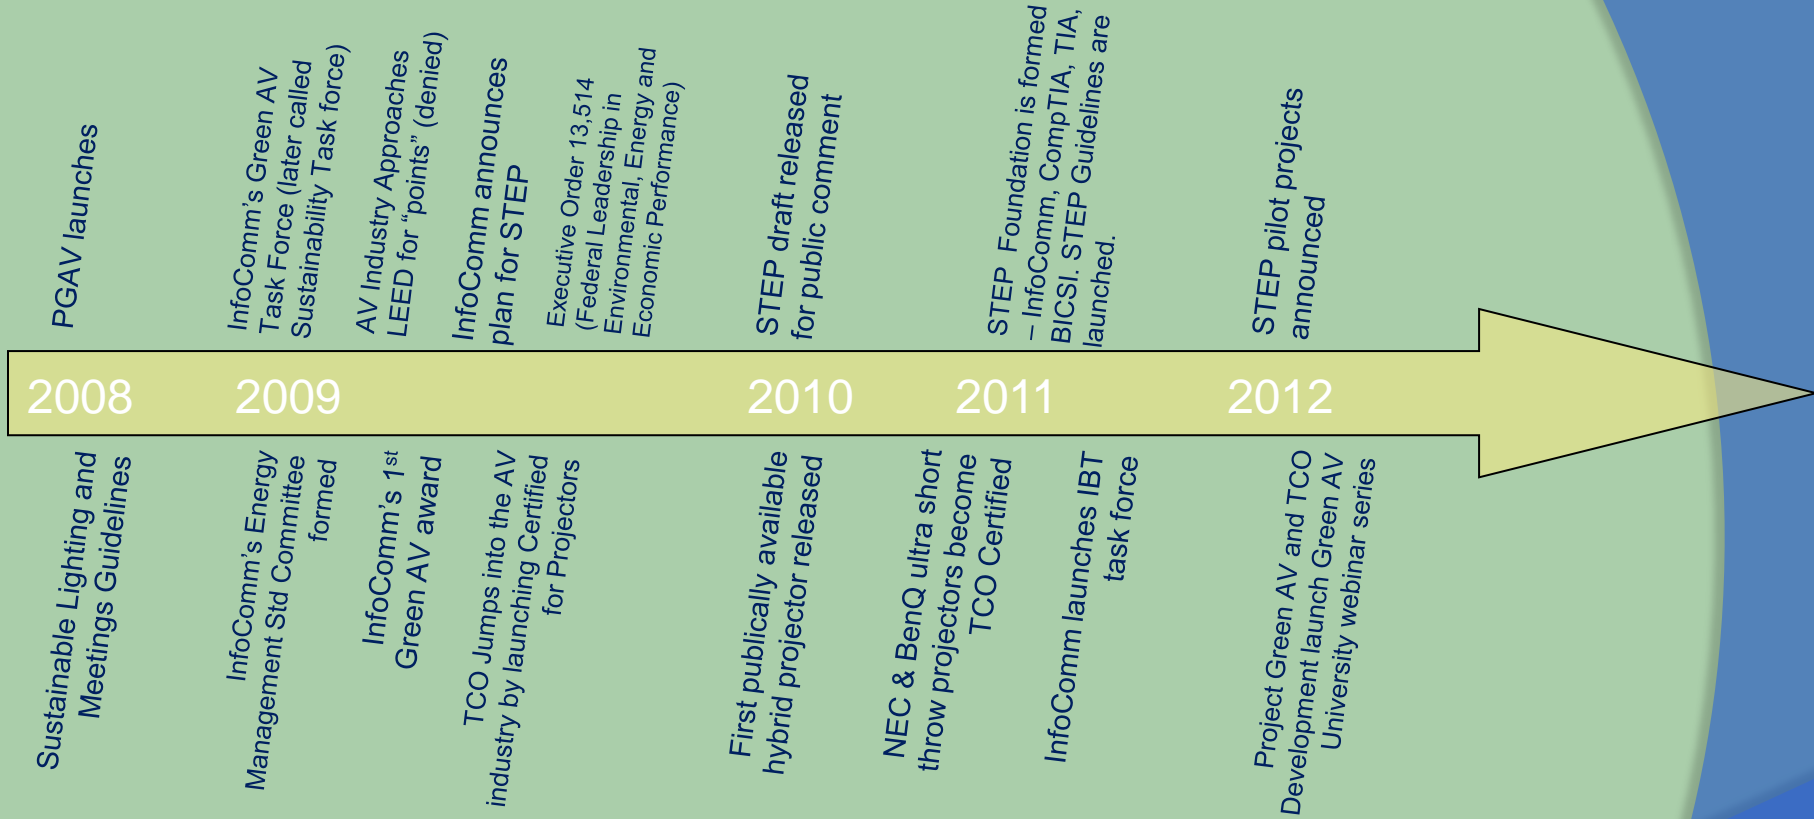 PGAV launches
InfoComm’s Green AV
Task Force (later called
Sustainability Task force)
AV Industry Approaches
LEED for “points” (denied)
InfoComm announces
plan for STEP
Executive Order 13,514
(Federal Leadership in
Environmental, Energy and
Economic Performance)
STEP draft released
for public comment
STEP  Foundation is formed
– InfoComm, CompTIA, TIA,
BICSI. STEP Guidelines are
launched.
STEP pilot projects
announced
2008
2009
2010
2011
2012
Sustainable Lighting and
Meetings Guidelines
InfoComm’s Energy
Management Std Committee
formed
InfoComm’s 1st
Green AV award
TCO Jumps into the AV
industry by launching Certified
for Projectors
First publically available
hybrid projector released
NEC & BenQ ultra short
throw projectors become
TCO Certified
InfoComm launches IBT
task force
Project Green AV and TCO
Development launch Green AV
University webinar series